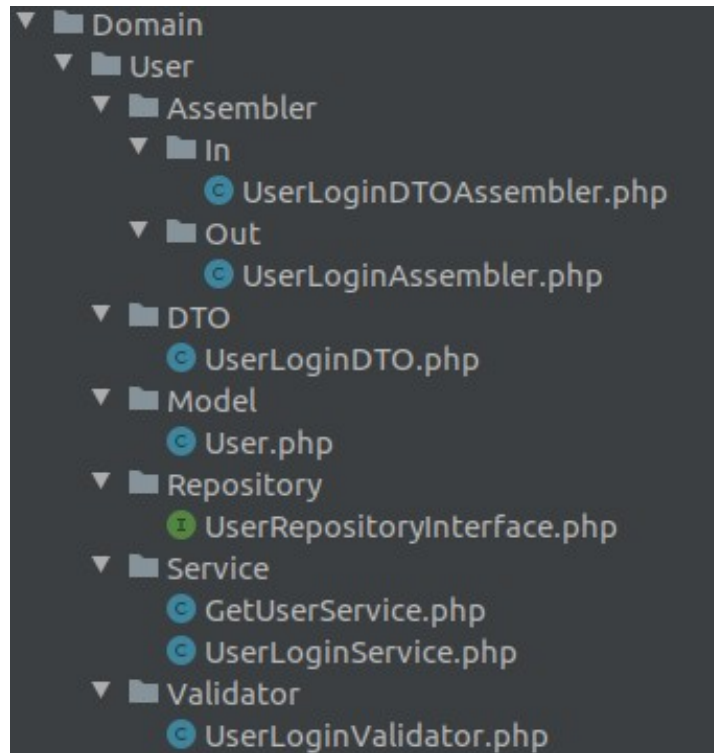 Domain
User
Assembler
In
C UserLoginDTOAssembler.php
Out
C UserLoginAssembler.php
DTO
C UserLoginDTO.php
Model
C User.php
Repository
I UserRepositoryInterface.php
Service
C GetUserService.php
C UserLoginService.php
Validator
C UserLoginValidator.php